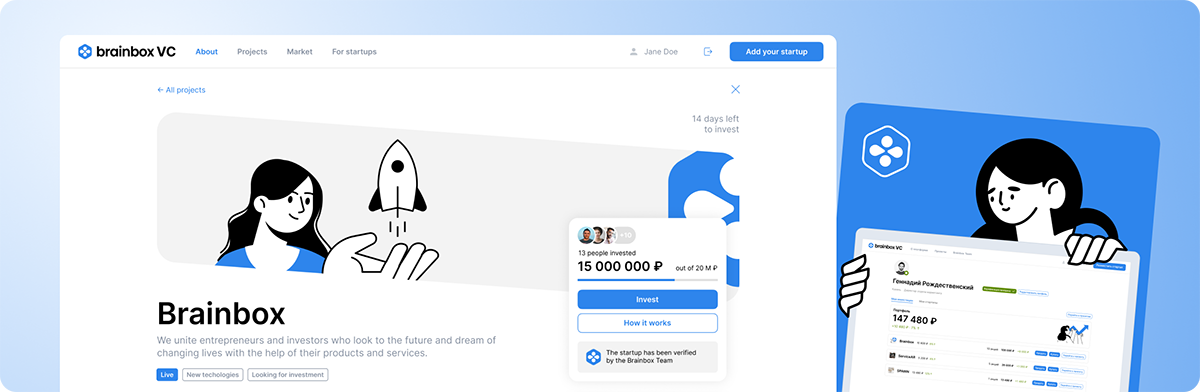 brainbox VC
About
Projects
Market
For startups
Jane Doe
Add your startup
← All projects
14 days left
to invest
+10
13 people invested
15 000 000 ₽
out of 20 M ₽
Invest
How it works
The startup has been verified
by the Brainbox Team
Brainbox
We unite entrepreneurs and investors who look to the future and dream of
changing lives with the help of their products and services.
Live
New techologies
Looking for investment
brainbox VC
Геннадий Рождественский
Портфель
147 480 ₽
Brainbox